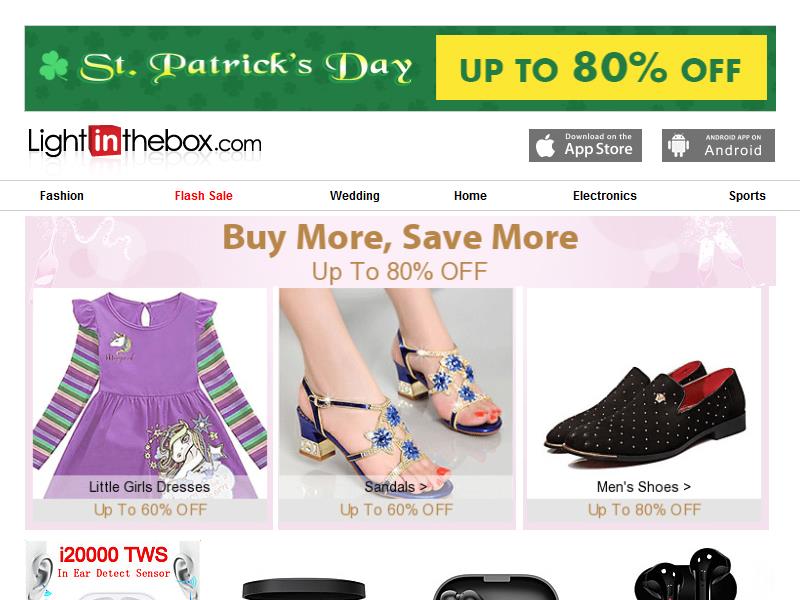 St. Patrick's Day
UP TO 80% OFF
Lightinthebox.com
Download on the
App Store
ANDROID APP ON
Android
Fashion
Flash Sale
Wedding
Home
Electronics
Sports
Buy More, Save More
Up To 80% OFF
Little Girls Dresses
Up To 60% OFF
Sandals >
Up To 60% OFF
Men's Shoes >
Up To 80% OFF
i20000 TWS
In Ear Detect Sensor